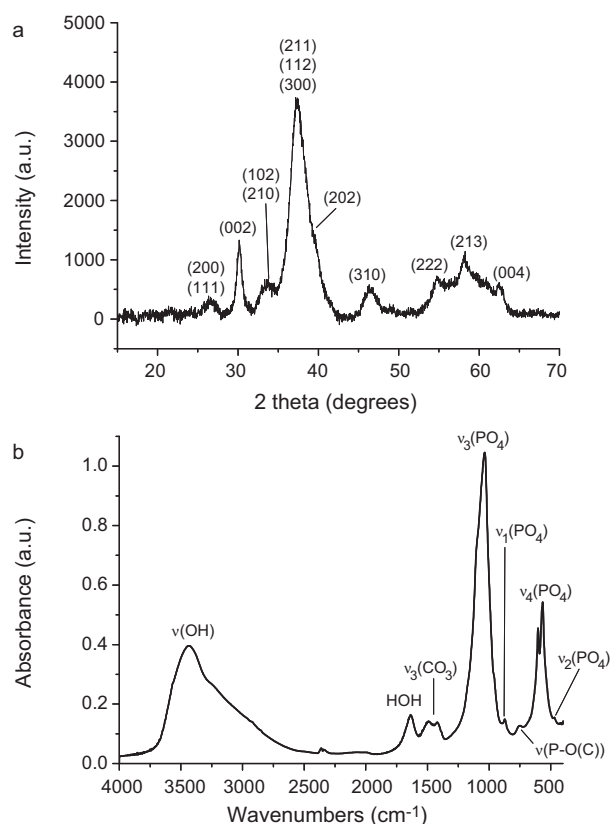 a
5000
4000
3000
2000
1000
0
Intensity (a.u.)
(211)
(112)
(300)
(102)
(210)
(002)
(202)
(200)
(111)
(310)
(222)
(213)
(004)
20 30 40 50 60 70
2 theta (degrees)
b
1.0
0.8
0.6
0.4
0.2
0.0
Absorbance (a.u.)
ν₃(PO₄)
ν₁(PO₄)
ν₄(PO₄)
ν(OH)
ν₃(CO₃)
ν₂(PO₄)
HOH
ν(P-O(C))
4000 3500 3000 2500 2000 1500 1000 500
Wavenumbers (cm⁻¹)